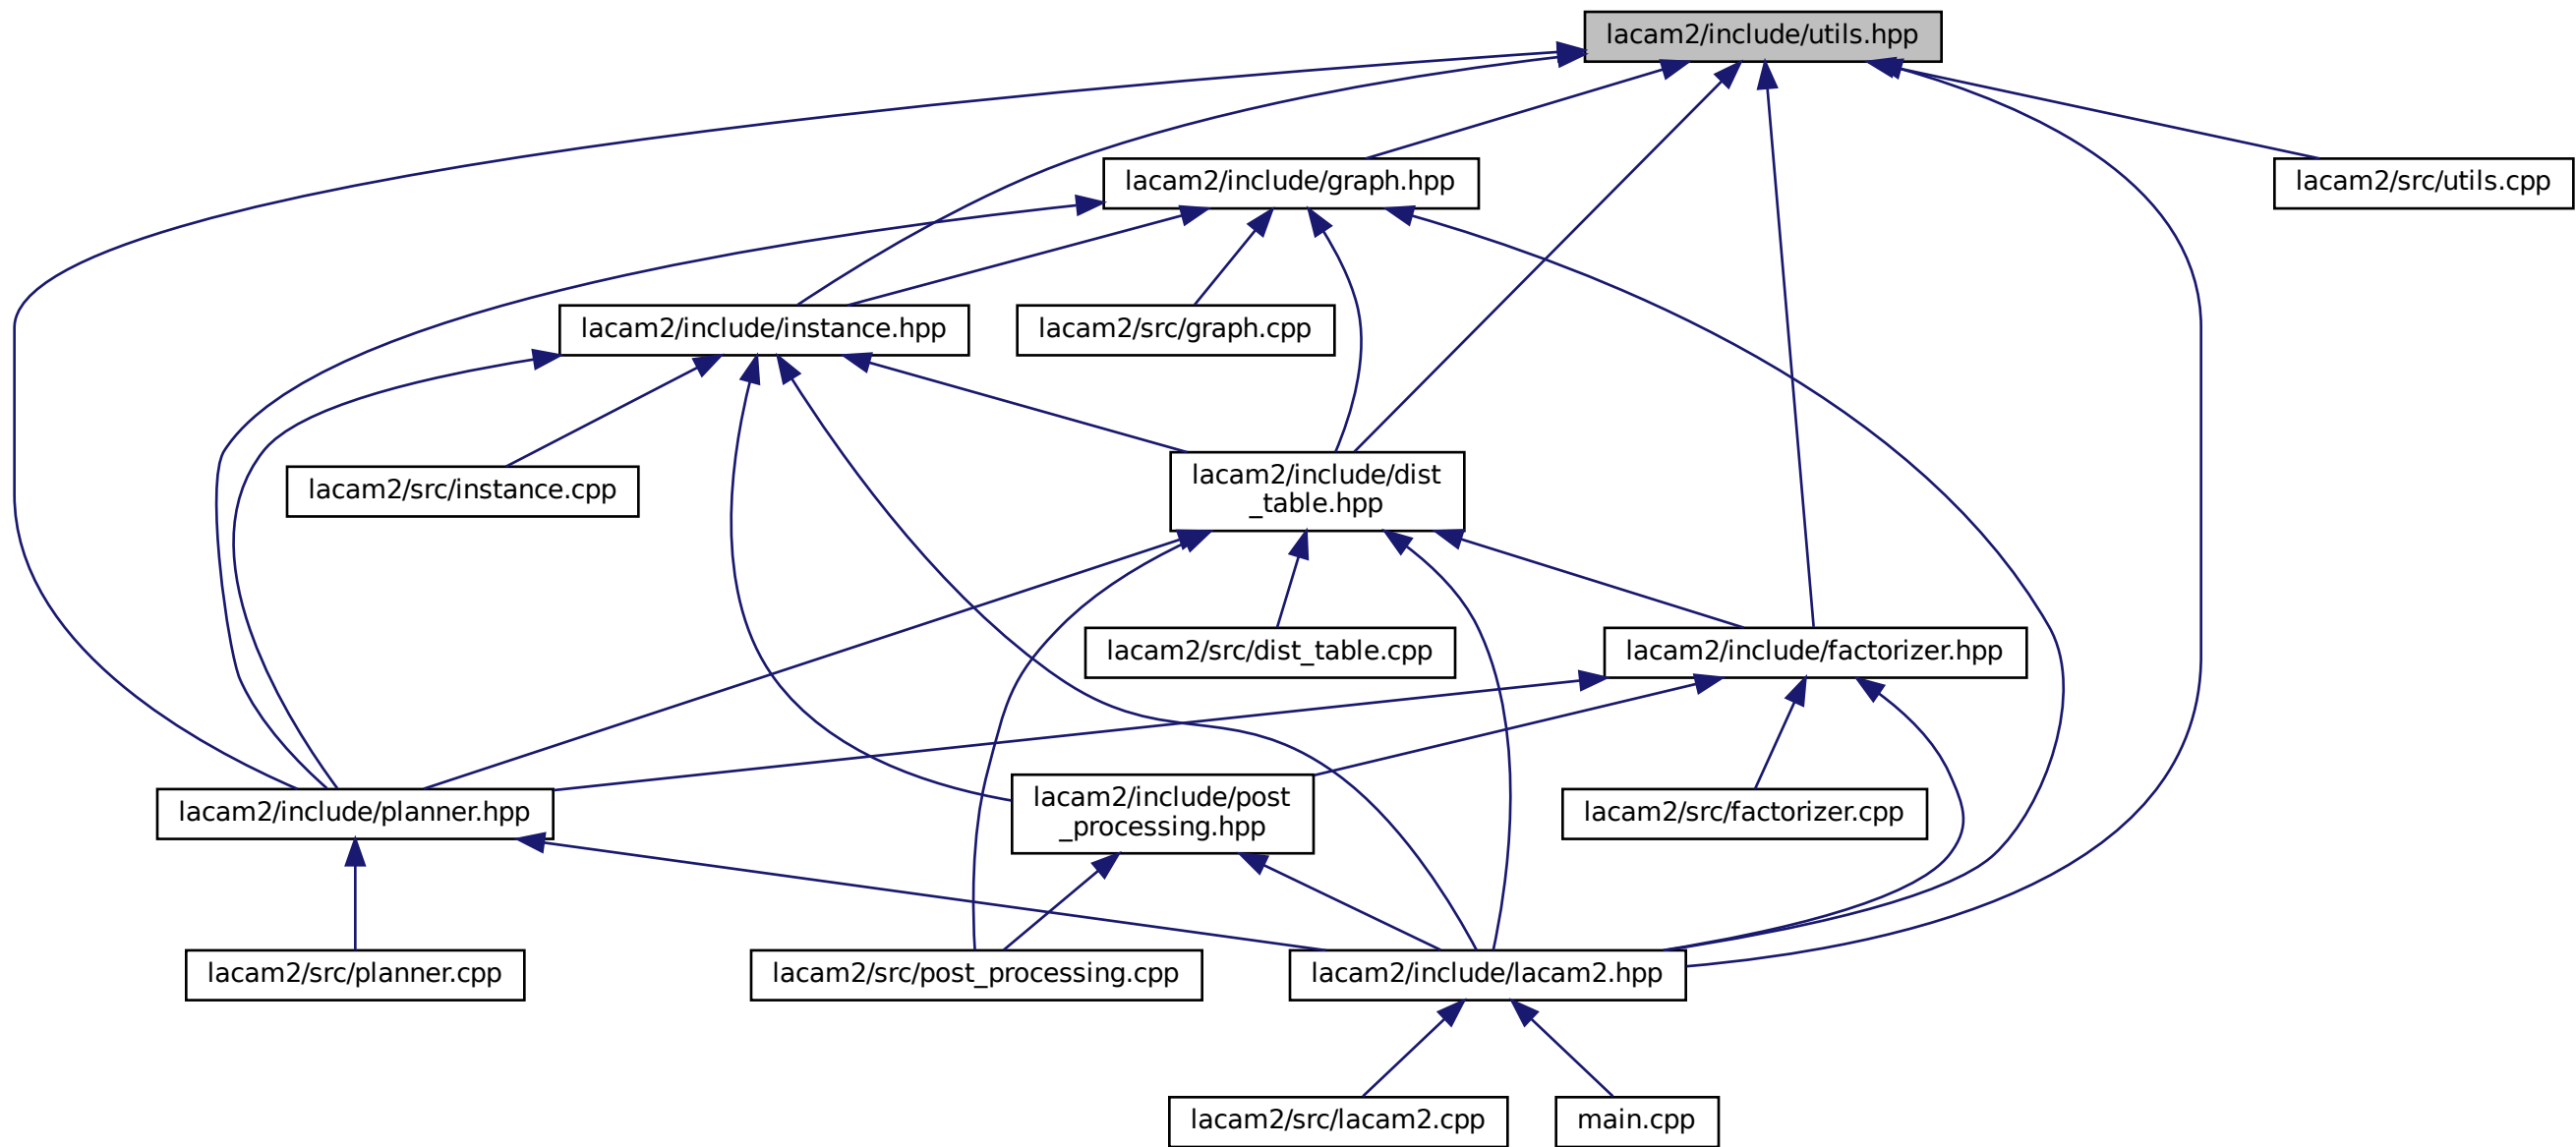 lacam2/include/utils.hpp
lacam2/include/graph.hpp
lacam2/src/utils.cpp
lacam2/include/instance.hpp
lacam2/src/graph.cpp
lacam2/src/instance.cpp
lacam2/include/dist
_table.hpp
lacam2/src/dist_table.cpp
lacam2/include/factorizer.hpp
lacam2/include/planner.hpp
lacam2/include/post
_processing.hpp
lacam2/src/factorizer.cpp
lacam2/src/planner.cpp
lacam2/src/post_processing.cpp
lacam2/include/lacam2.hpp
lacam2/src/lacam2.cpp
main.cpp